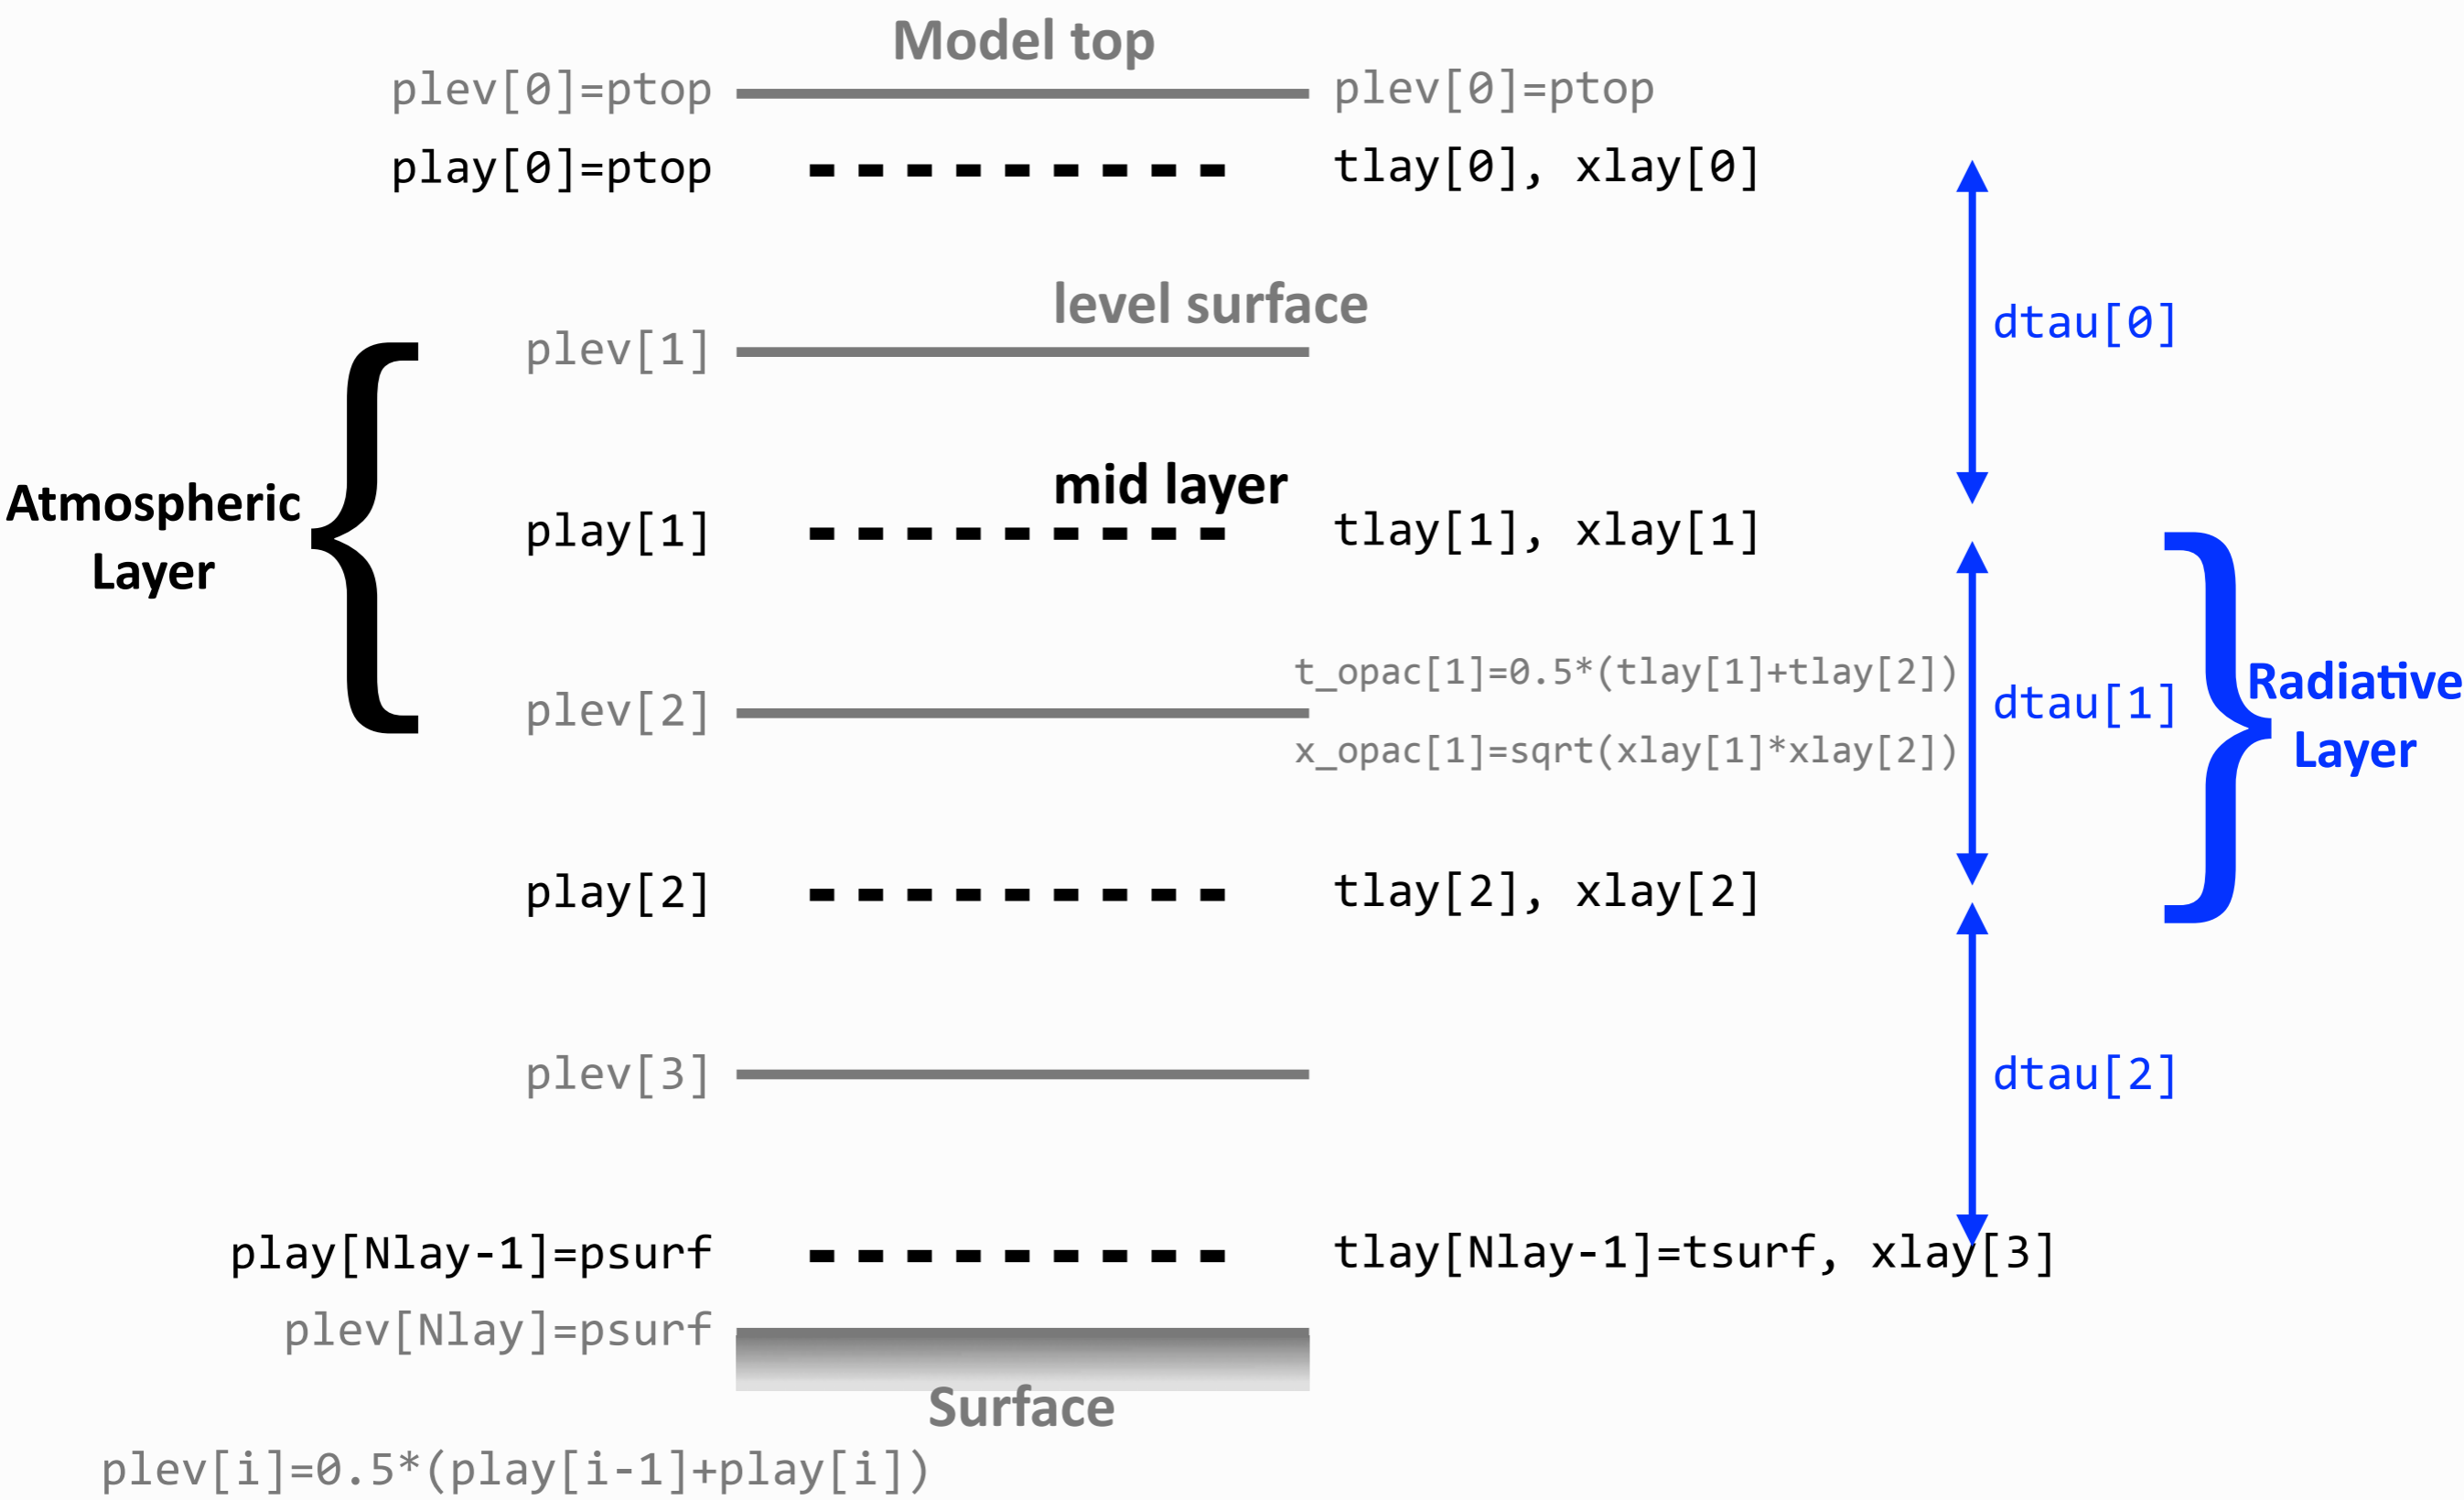 Model top
plev[0]=ptop
plev[0]=ptop
play[0]=ptop
tlay[0], xlay[0]
level surface
dtau[0]
plev[1]
mid layer
Atmospheric
Layer
play[1]
tlay[1], xlay[1]
t_opac[1]=0.5*(tlay[1]+tlay[2])
plev[2]
x_opac[1]=sqrt(xlay[1]*xlay[2])
dtau[1]
Radiative
Layer
play[2]
tlay[2], xlay[2]
plev[3]
dtau[2]
play[Nlay-1]=psurf
tlay[Nlay-1]=tsurf, xlay[3]
plev[Nlay]=psurf
Surface
plev[i]=0.5*(play[i-1]+play[i])